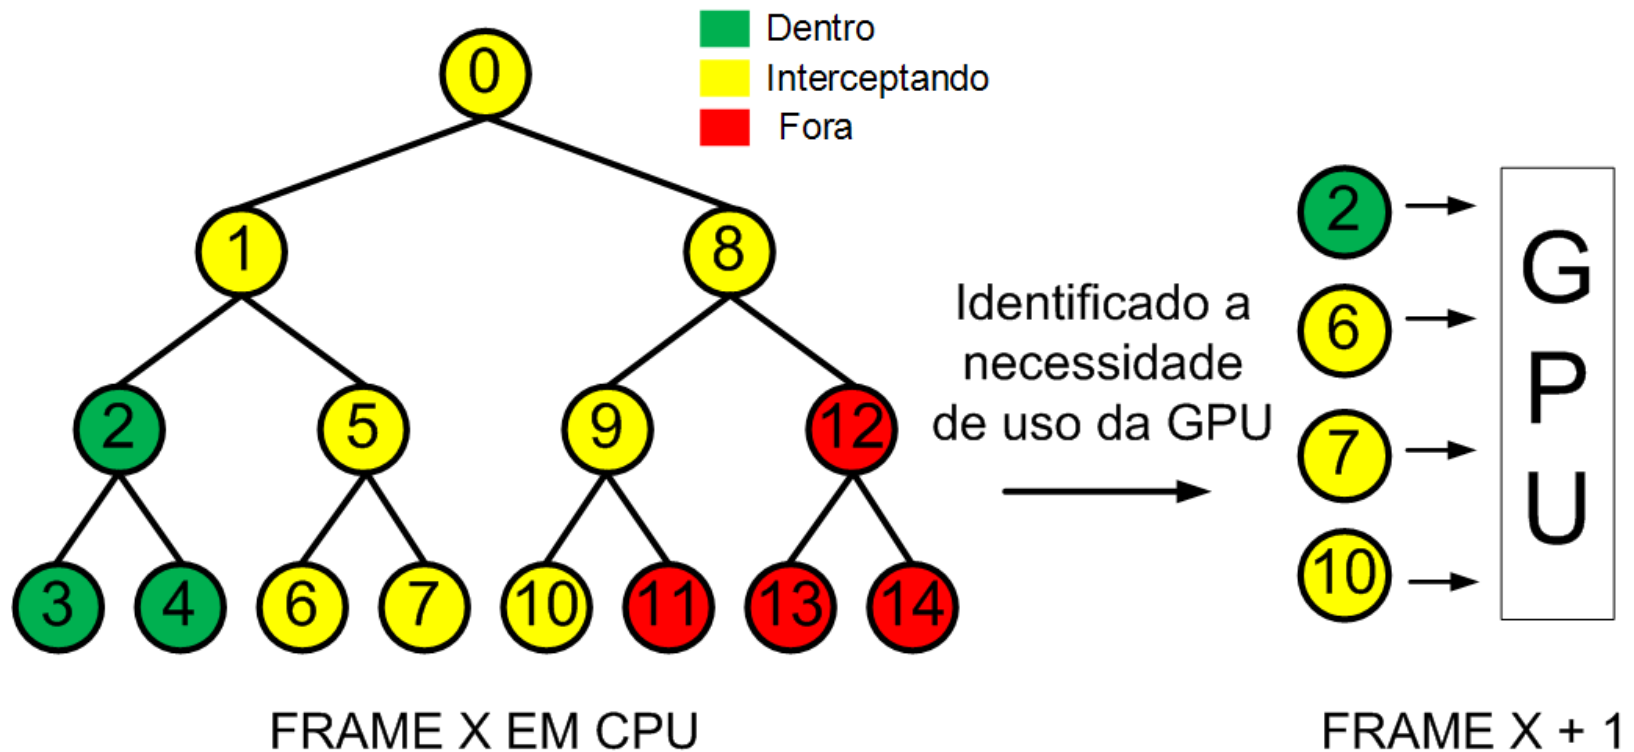 Dentro
Interceptando
Fora
0
1
8
2
5
9
12
3
4
6
7
10
11
13
14
FRAME X EM CPU
Identificado a
necessidade
de uso da GPU
2
6
7
10
G
P
U
FRAME X + 1